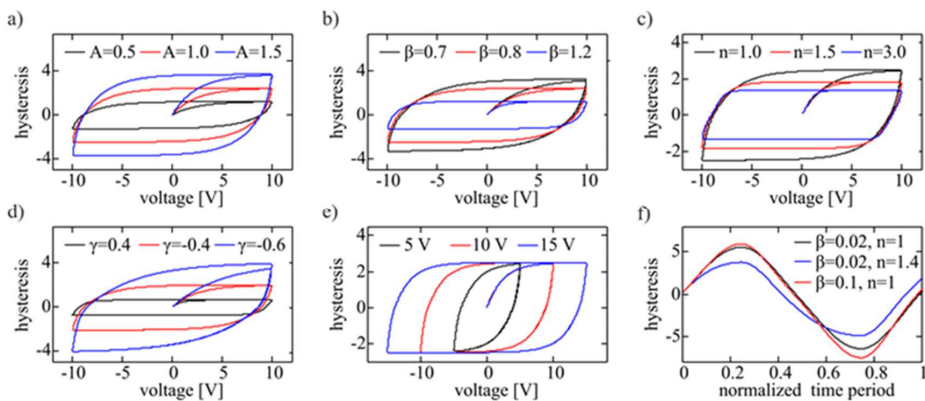 a)
A=0.5 A=1.0 A=1.5
4
0
-4
hysteresis
-10 -5 0 5 10
voltage [V]
b)
β=0.7 β=0.8 β=1.2
4
0
-4
hysteresis
-10 -5 0 5 10
voltage [V]
c)
n=1.0 n=1.5 n=3.0
4
2
0
-2
hysteresis
-10 -5 0 5 10
voltage [V]
d)
γ=0.4 γ=-0.4 γ=-0.6
4
0
-4
hysteresis
-10 -5 0 5 10
voltage [V]
e)
5 V 10 V 15 V
4
2
0
-2
hysteresis
-15 -10 -5 0 5 10 15
voltage [V]
f)
β=0.02, n=1
β=0.02, n=1.4
β=0.1, n=1
5
0
-5
hysteresis
0 0.2 0.4 0.6 0.8 1
normalized time period